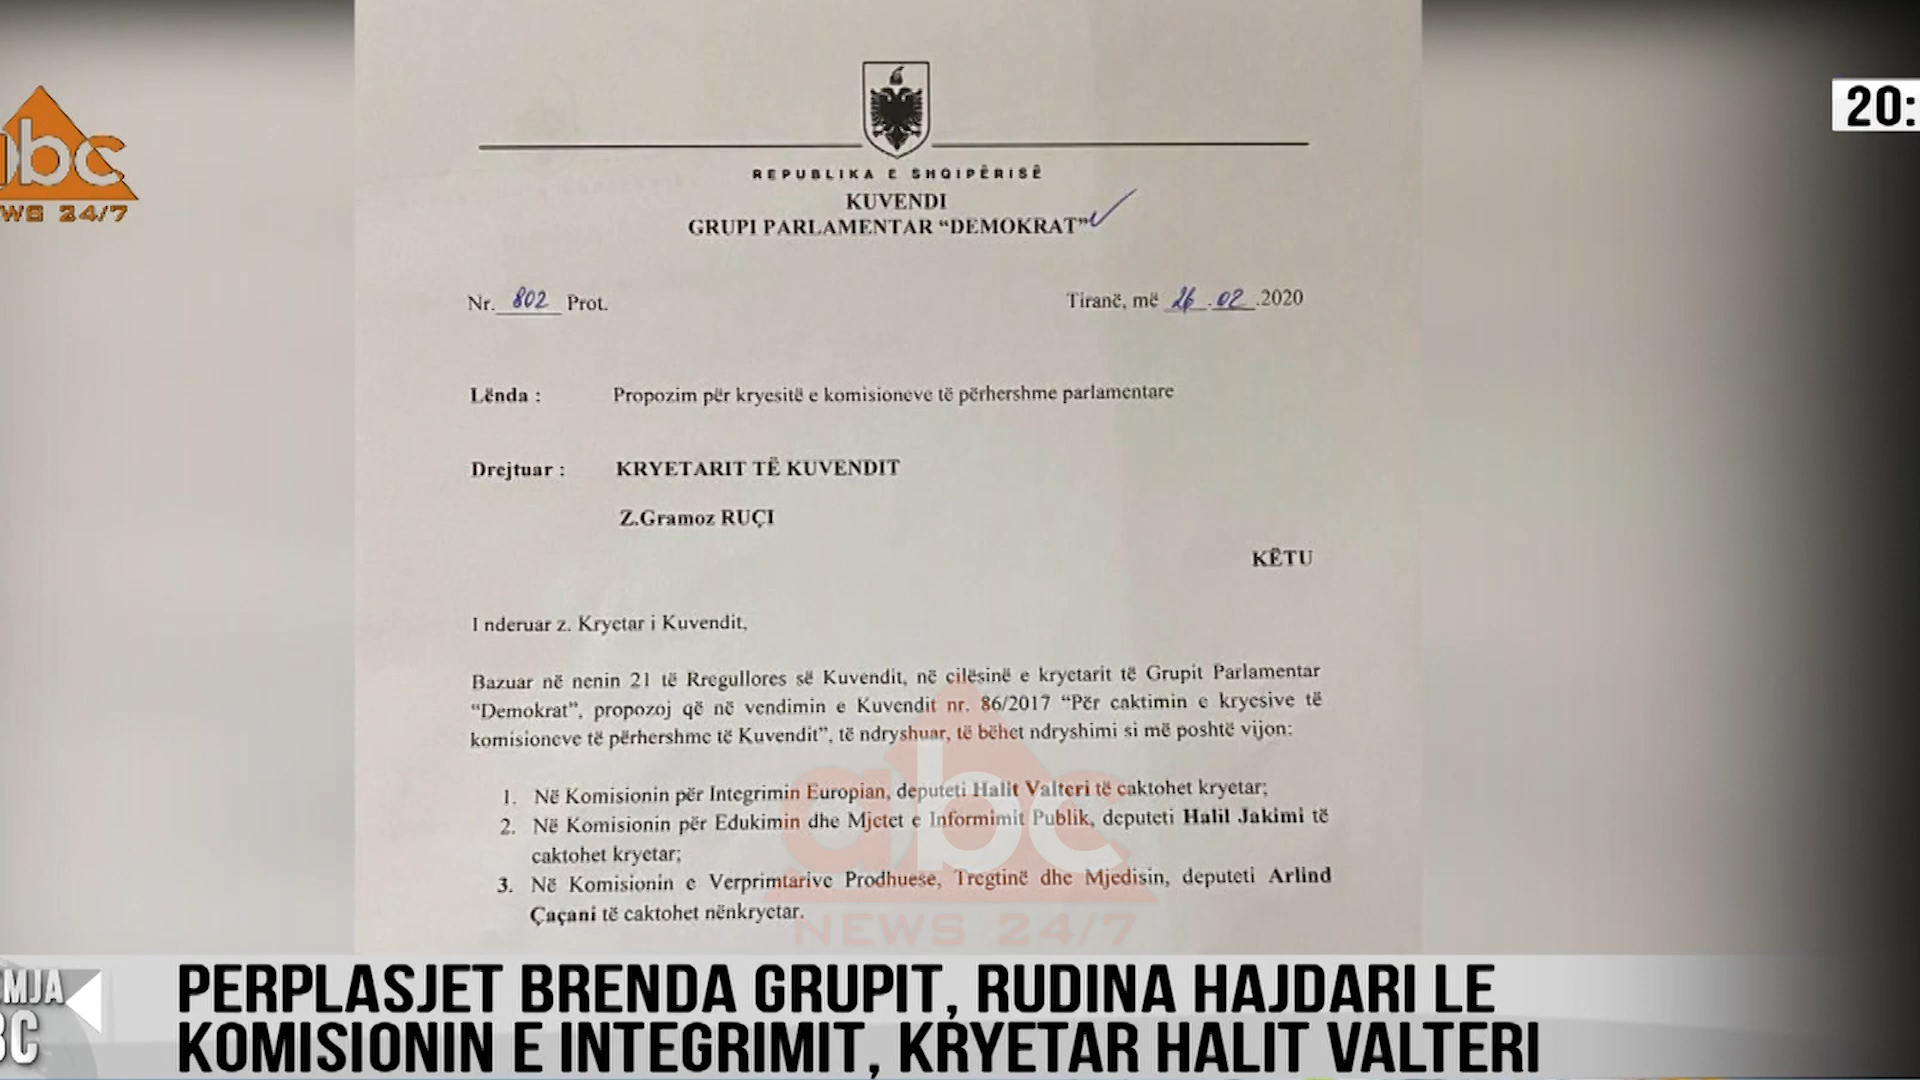 REPUBLIKA E SHQIPËRISË
KUVENDI
GRUPI PARLAMENTAR “DEMOKRAT”
Nr. 802 Prot.
Tiranë, më 26.02.2020
Lënda : Propozim për kryesitë e komisioneve të përhershme parlamentare
Drejtuar : KRYETARIT TË KUVENDIT
Z.Gramoz RUÇI
KËTU
I nderuar z. Kryetar i Kuvendit,
Bazuar në nenin 21 të Rregullores së Kuvendit, në cilësinë e kryetarit të Grupit Parlamentar
“Demokrat”, propozoj që në vendimin e Kuvendit nr. 86/2017 “Për caktimin e kryesive të
komisioneve të përhershme të Kuvendit”, të ndryshuar, të bëhet ndryshimi si më poshtë vijon:
1. Në Komisionin për Integrimin Europian, deputeti Halit Valteri të caktohet kryetar;
2. Në Komisionin për Edukimin dhe Mjetet e Informimit Publik, deputeti Halil Jakimi të
caktohet kryetar;
3. Në Komisionin e Verprimtarive Prodhuese, Tregtinë dhe Mjedisin, deputeti Arlind
Çaçani të caktohet nënkryetar.
abc
NEWS 24/7
abc
WS 24/7
20:
MJA
BC
PERPLASJET BRENDA GRUPIT, RUDINA HAJDARI LE
KOMISIONIN E INTEGRIMIT, KRYETAR HALIT VALTERI